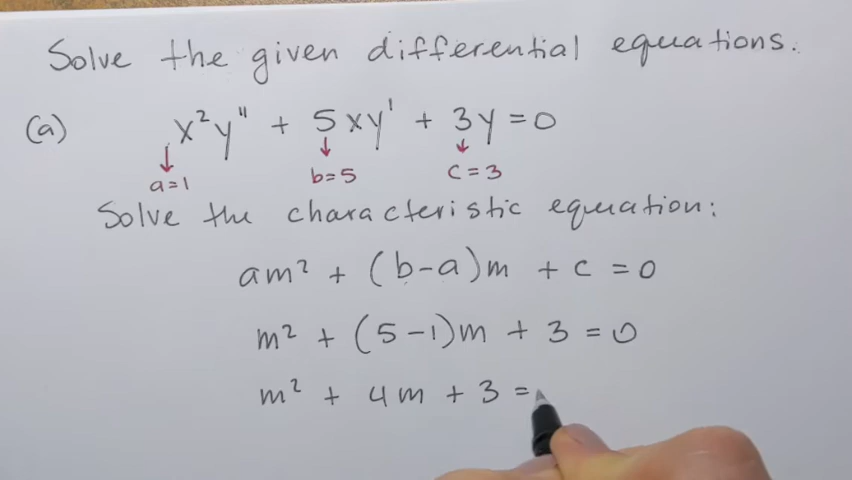 Solve the given differential equations.
(a) x²y" + 5xy' + 3y = 0
a=1 b=5 c=3
Solve the characteristic equation:
am² + (b-a)m + c = 0
m² + (5-1)m + 3 = 0
m² + 4m + 3 =